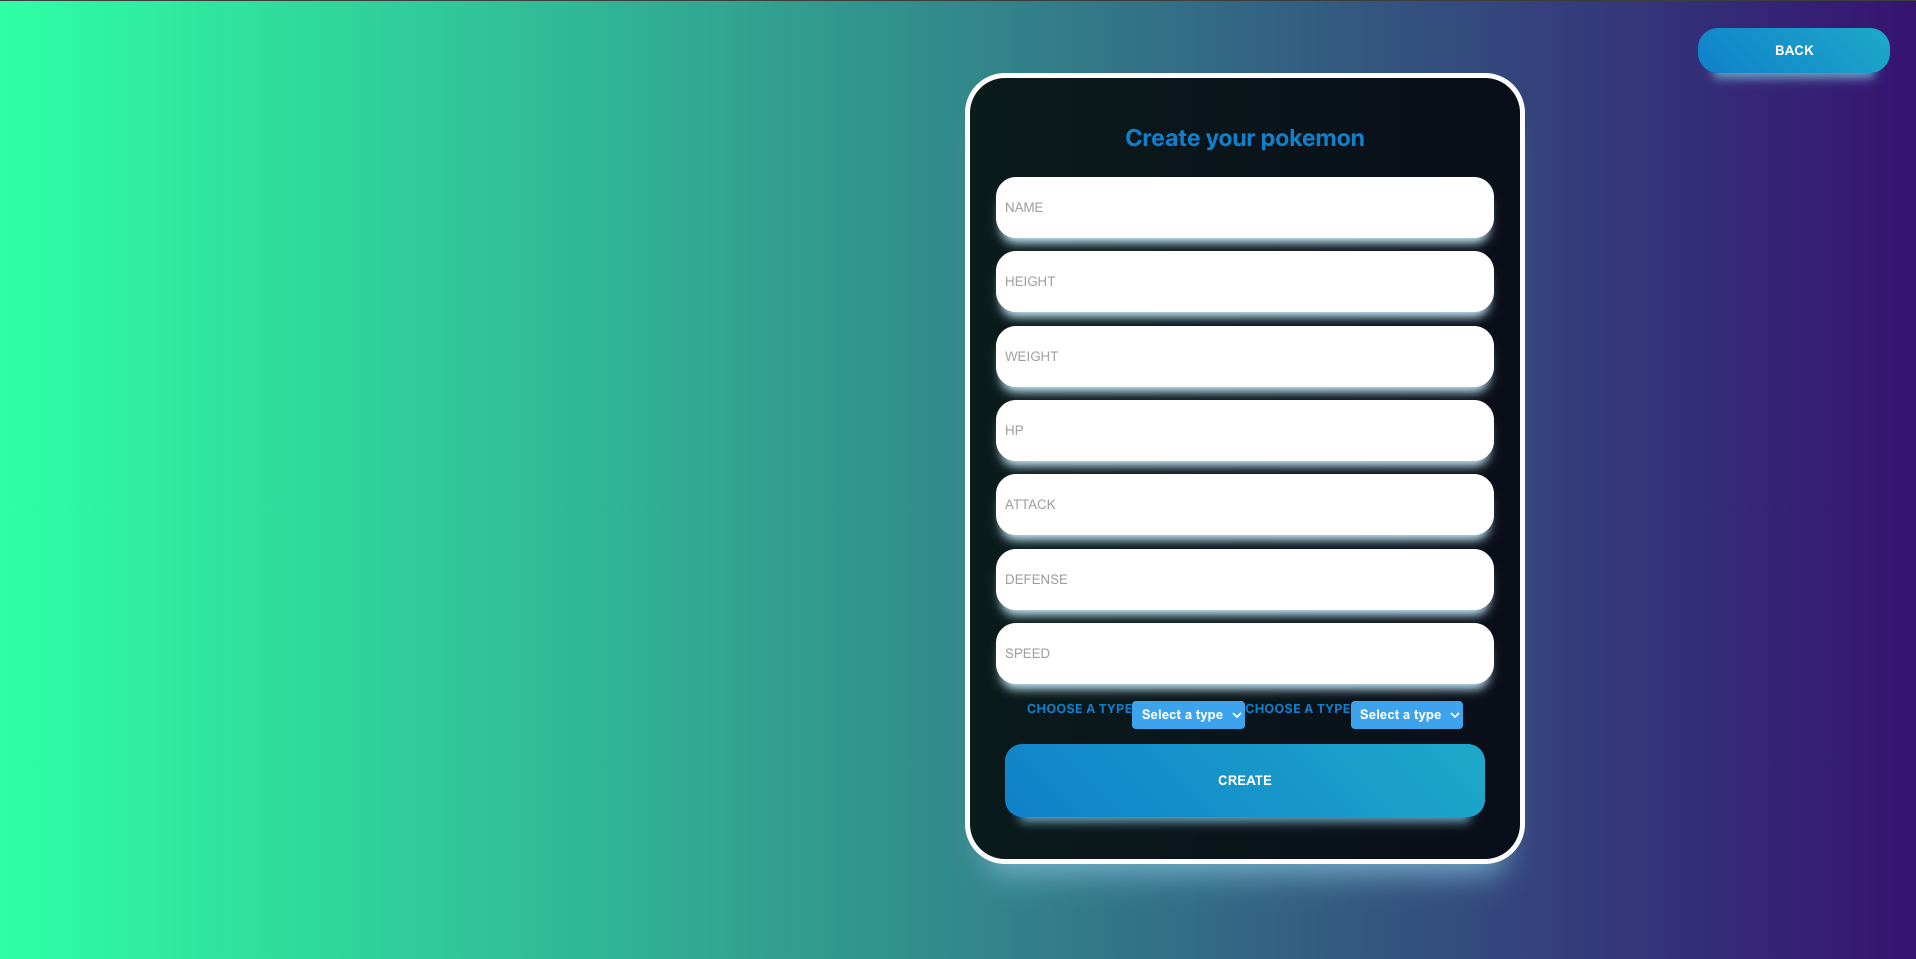 BACK
Create your pokemon
NAME
HEIGHT
WEIGHT
HP
ATTACK
DEFENSE
SPEED
CHOOSE A TYPE Select a type CHOOSE A TYPE Select a type
CREATE